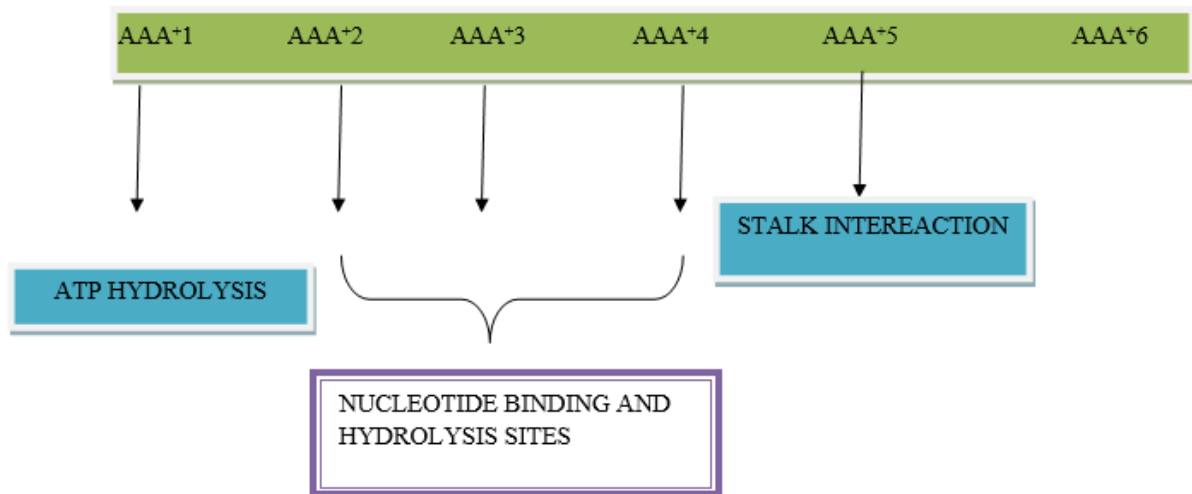 AAA⁺1 AAA⁺2 AAA⁺3 AAA⁺4 AAA⁺5 AAA⁺6
STALK INTEREACTION
ATP HYDROLYSIS
NUCLEOTIDE BINDING AND
HYDROLYSIS SITES